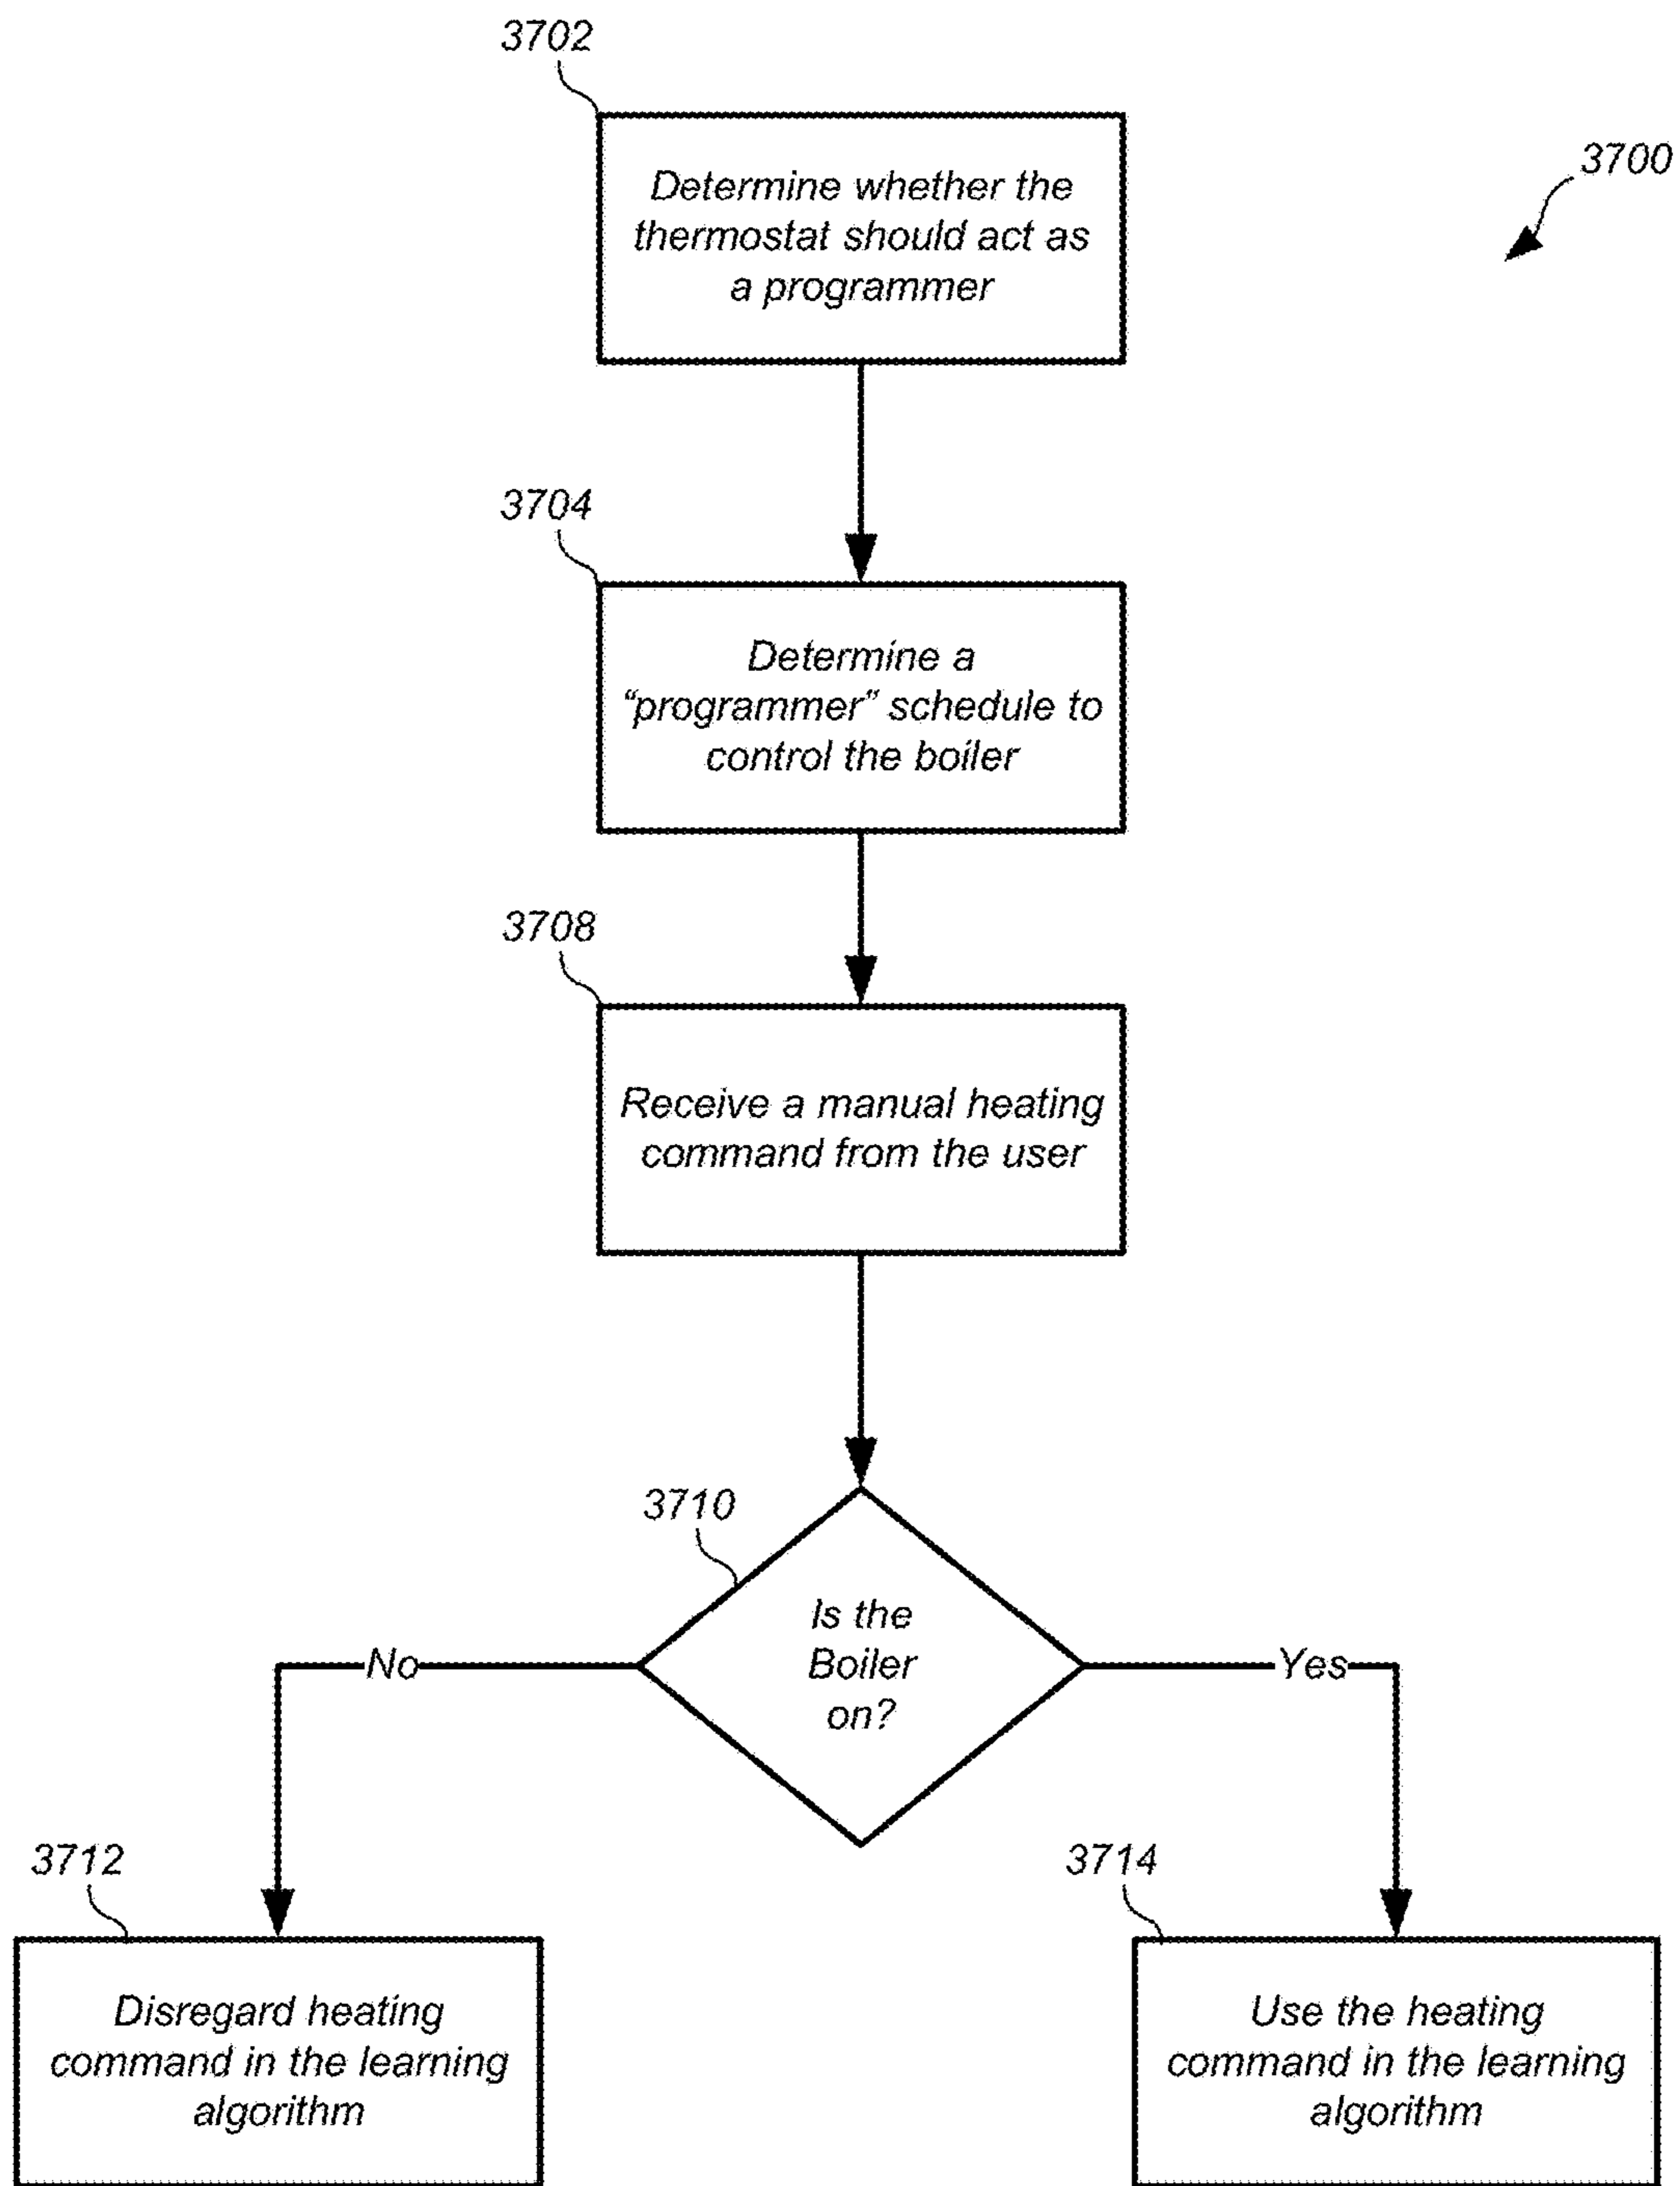 3702
3700
Determine whether the
thermostat should act as
a programmer
3704
Determine a
“programmer” schedule to
control the boiler
3708
Receive a manual heating
command from the user
3710
Is the
Boiler
on?
No
Yes
3712
3714
Disregard heating
command in the learning
algorithm
Use the heating
command in the learning
algorithm